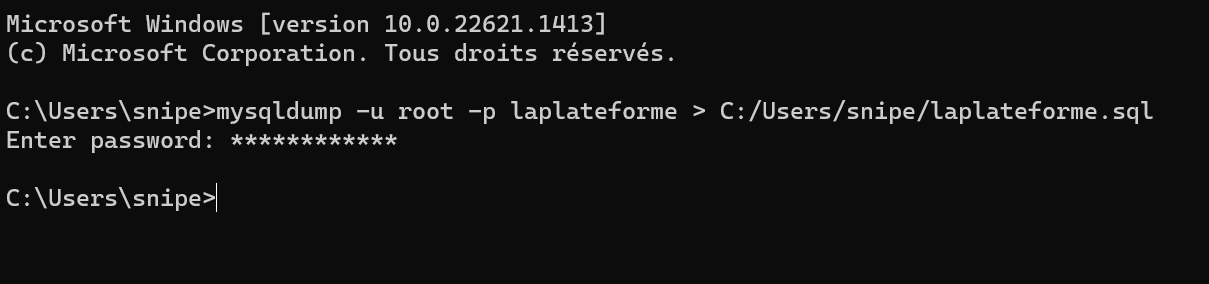 Microsoft Windows [version 10.0.22621.1413]
(c) Microsoft Corporation. Tous droits réservés.
C:\Users\snipe>mysqldump -u root -p laplateforme > C:/Users/snipe/laplateforme.sql
Enter password: ************
C:\Users\snipe>